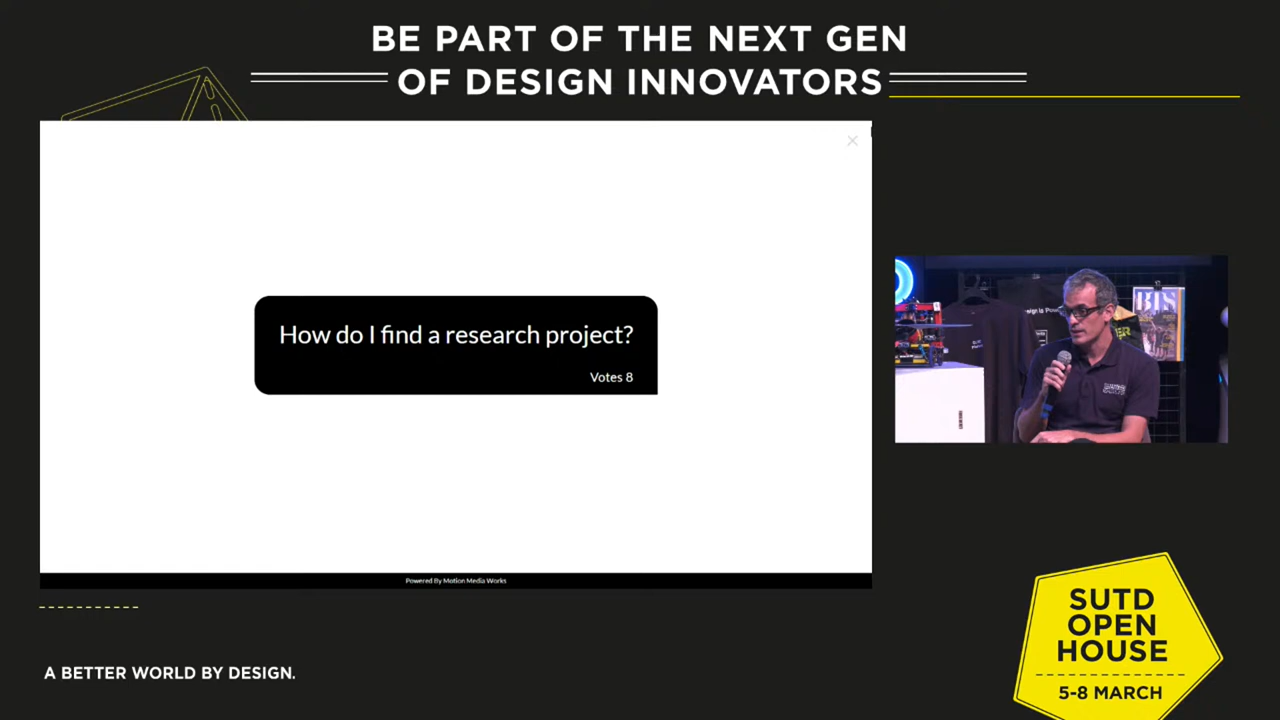 BE PART OF THE NEXT GEN
OF DESIGN INNOVATORS
How do I find a research project?
Votes 8
BTS
Powered By Motion Media Works
SUTD
OPEN
HOUSE
5-8 MARCH
A BETTER WORLD BY DESIGN.